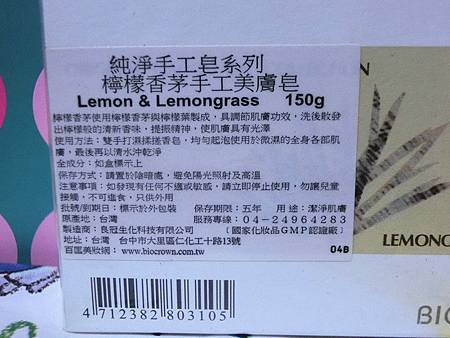 純淨手工皂系列
檸檬香茅手工美膚皂
Lemon & Lemongrass 150g
檸檬香茅使用檸檬香茅與檸檬葉製成，具調節肌膚功效，洗後散發
出檸檬般的清新香味，提振精神，使肌膚具有光澤
使用後方法：雙手打濕搓搓香皂，均勻起泡使用於微濕的全身各部肌
膚，最後再以清水沖乾淨
全成分：如盒標示上
保存方式：請置於陰暗處，避免陽光照射及高溫
注意事項：如發現有任何不適或敏感，請立即停止使用，勿讓兒童
接觸，不可進食，只供外用
批號/到期日：標示於外包裝 保存期限：五年 用途：潔淨肌膚
原產地：台灣 服務專線：04-24964283
製造商：良冠生化科技有限公司 〔國家化妝品GMP認證廠〕
地址：台灣 台中市大里區仁化工十路13號
百匡美妝網：www.biocrown.com.tw 04B
4 712382 803105
LEMONG
BIO